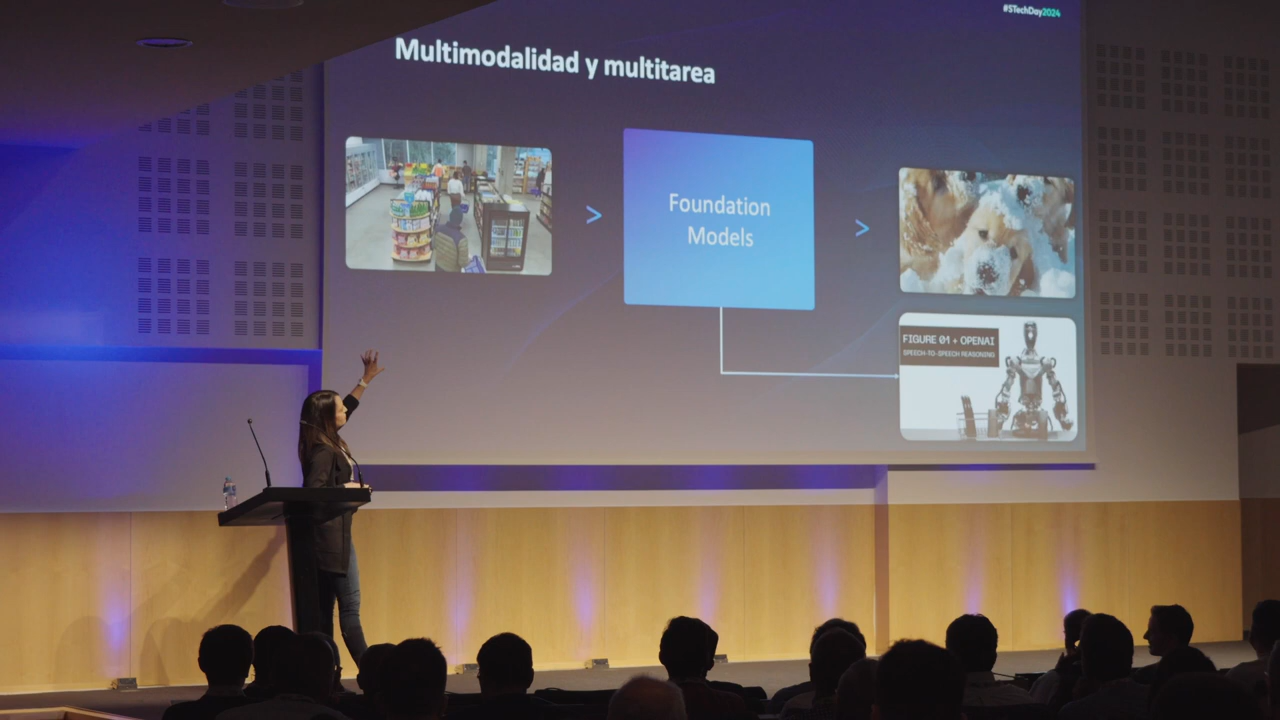 #STechDay2024
Multimodalidad y multitarea
Foundation
Models
FIGURE 01 + OPENAI
SPEECH-TO-SPEECH REASONING